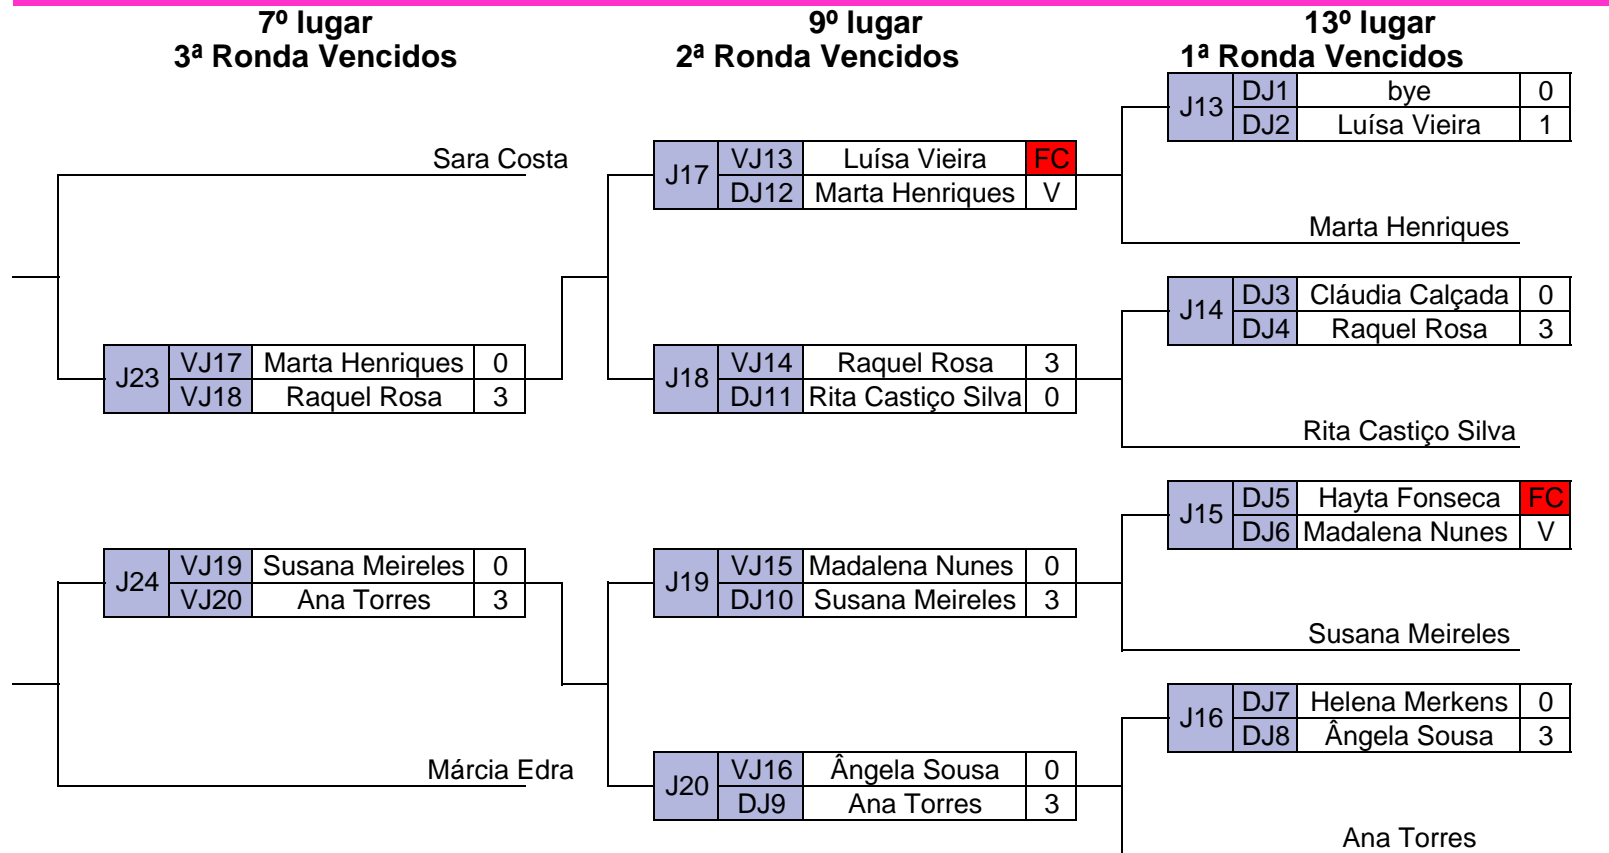 7º lugar
3ª Ronda Vencidos
9º lugar
2ª Ronda Vencidos
13º lugar
1ª Ronda Vencidos
J13 DJ1 bye 0
DJ2 Luísa Vieira 1
Sara Costa
J17 VJ13 Luísa Vieira FC
DJ12 Marta Henriques V
Marta Henriques
J14 DJ3 Cláudia Calçada 0
DJ4 Raquel Rosa 3
J23 VJ17 Marta Henriques 0
VJ18 Raquel Rosa 3
J18 VJ14 Raquel Rosa 3
DJ11 Rita Castiço Silva 0
Rita Castiço Silva
J15 DJ5 Hayta Fonseca FC
DJ6 Madalena Nunes V
J24 VJ19 Susana Meireles 0
VJ20 Ana Torres 3
J19 VJ15 Madalena Nunes 0
DJ10 Susana Meireles 3
Susana Meireles
J16 DJ7 Helena Merkens 0
DJ8 Ângela Sousa 3
Márcia Edra
J20 VJ16 Ângela Sousa 0
DJ9 Ana Torres 3
Ana Torres